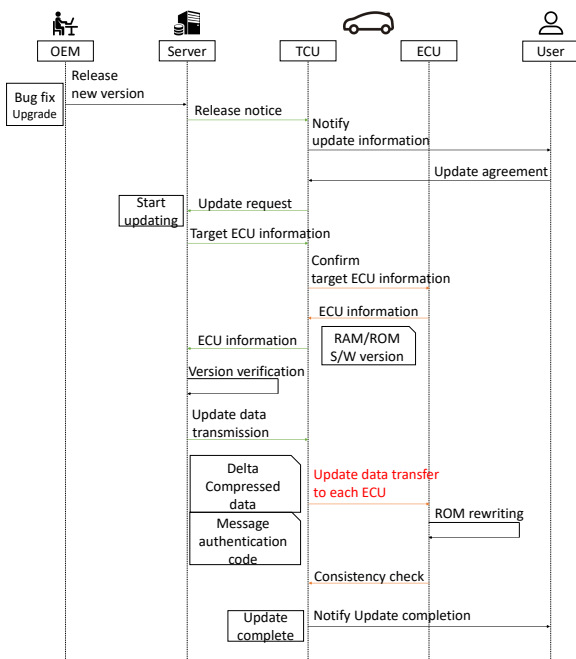 OEM
Server
TCU
ECU
User
Release
new version
Bug fix
Upgrade
Release notice
Notify
update information
Update agreement
Start
updating
Update request
Target ECU information
Confirm
target ECU information
ECU information
RAM/ROM
S/W version
ECU information
Version verification
Update data
transmission
Delta
Compressed
data
Update data transfer
to each ECU
Message
authentication
code
ROM rewriting
Consistency check
Update
complete
Notify Update completion